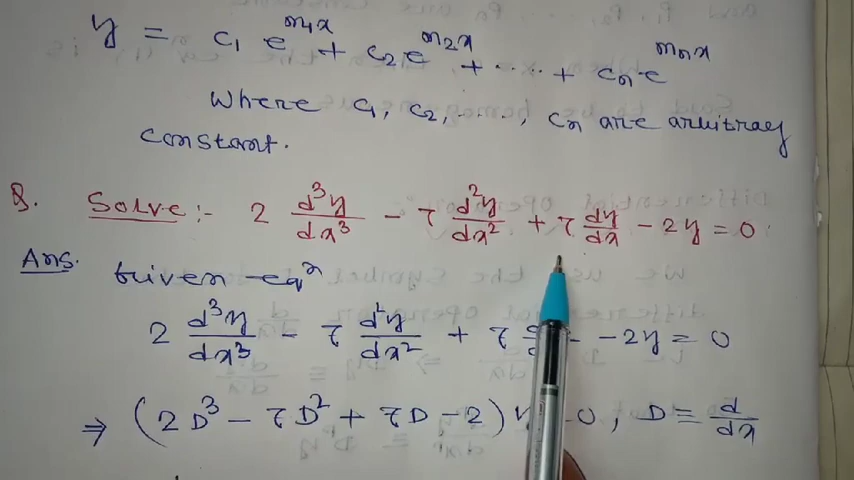 y = c₁ e^{m₁x} + c₂ e^{m₂x} + ..... + cₙ e^{mₙx}
Where c₁, c₂, ....., cₙ are arbitray
constant.
Q. Solve :- 2 d³y/dx³ - 7 d²y/dx² + 7 dy/dx - 2y = 0
Ans. Given eqⁿ
2 d³y/dx³ - 7 d²y/dx² + 7 - 2y = 0
⇒ (2D³ - 7D² + 7D - 2) 0, D ≡ d/dx